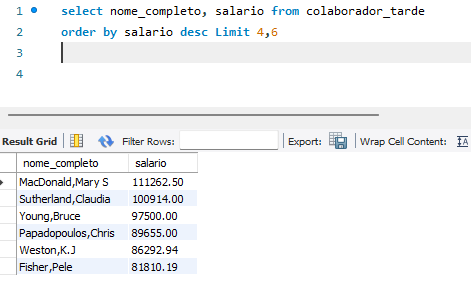 1 select nome_completo, salario from colaborador_tarde
2 order by salario desc Limit 4,6
3
4
Result Grid Filter Rows: Export: Wrap Cell Content:
nome_completo salario
MacDonald,Mary S 111262.50
Sutherland,Claudia 100914.00
Young,Bruce 97500.00
Papadopoulos,Chris 89655.00
Weston,K.J 86292.94
Fisher,Pele 81810.19